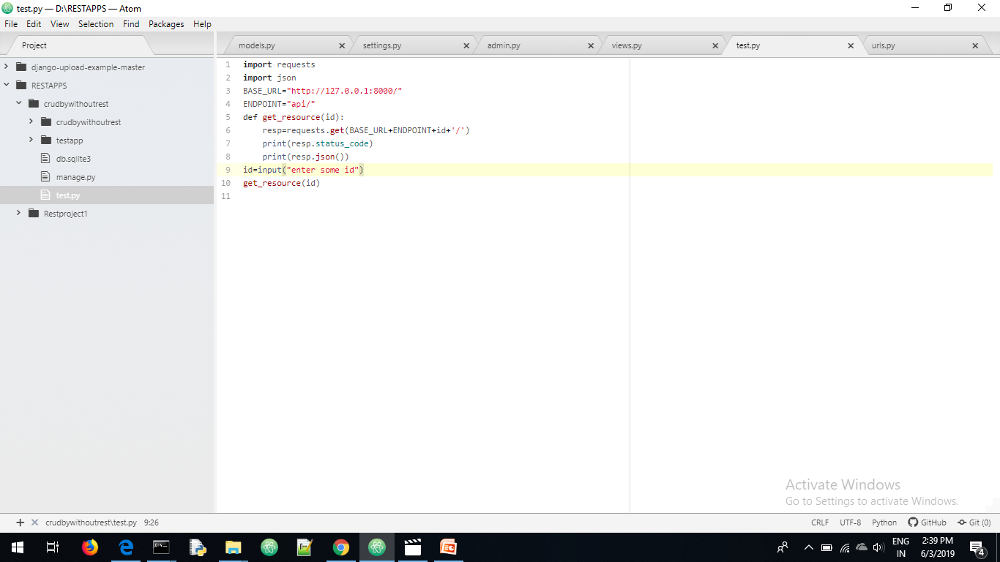 test.py — D:\RESTAPPS — Atom
File Edit View Selection Find Packages Help
Project
models.py settings.py admin.py views.py test.py urls.py
django-upload-example-master
RESTAPPS
crudbywithoutrest
crudbywithoutrest
testapp
db.sqlite3
manage.py
test.py
Restproject1
1 import requests
2 import json
3 BASE_URL="http://127.0.0.1:8000/"
4 ENDPOINT="api/"
5 def get_resource(id):
6     resp=requests.get(BASE_URL+ENDPOINT+id+'/')
7     print(resp.status_code)
8     print(resp.json())
9 id=input("enter some id")
10 get_resource(id)
11
Activate Windows
Go to Settings to activate Windows.
crudbywithoutrest\test.py 9:26 CRLF UTF-8 Python GitHub Git (0)
ENG 2:39 PM
IN 6/3/2019 4